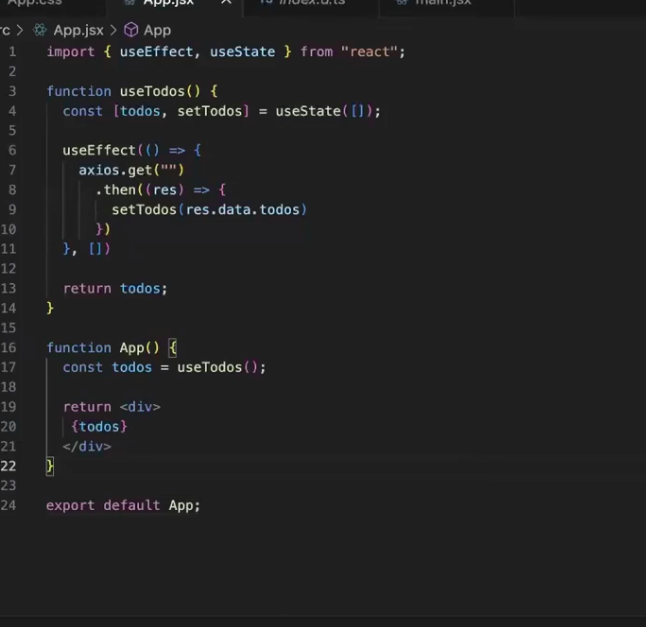 App.css App.jsx index.d.ts main.jsx
rc > App.jsx > App
1 import { useEffect, useState } from "react";
2
3 function useTodos() {
4 const [todos, setTodos] = useState([]);
5
6 useEffect(() => {
7 axios.get("")
8 .then((res) => {
9 setTodos(res.data.todos)
10 })
11 }, [])
12
13 return todos;
14 }
15
16 function App() {
17 const todos = useTodos();
18
19 return <div>
20 {todos}
21 </div>
22 }
23
24 export default App;